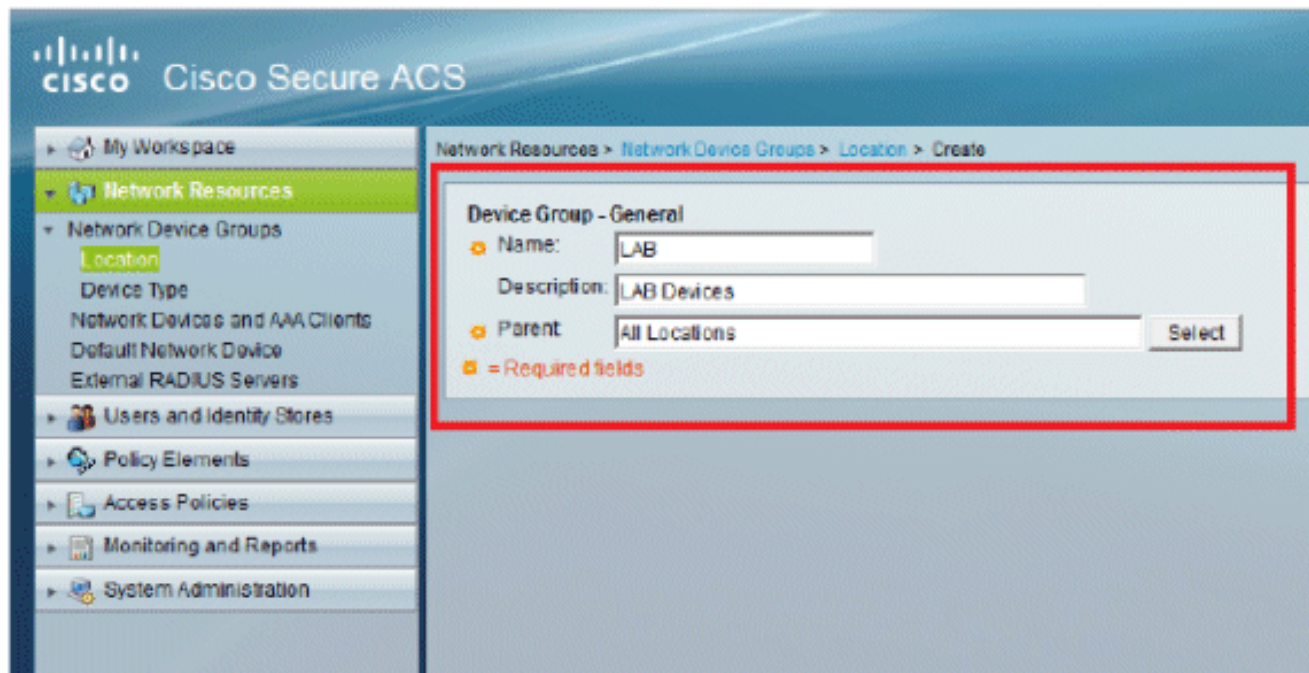 CISCO Cisco Secure ACS
My Workspace
Network Resources
Network Device Groups
Location
Device Type
Network Devices and AAA Clients
Default Network Device
External RADIUS Servers
Users and Identity Stores
Policy Elements
Access Policies
Monitoring and Reports
System Administration
Network Resources > Network Device Groups > Location > Create
Device Group - General
Name: LAB
Description: LAB Devices
Parent All Locations Select
= Required fields